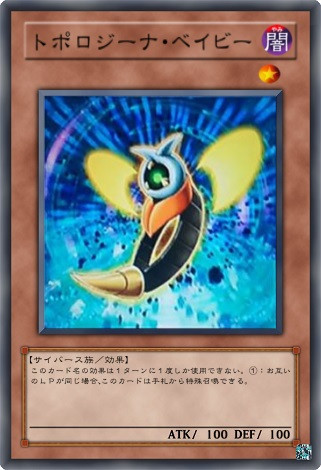 トポロジーナ・ベイビー
やみ
闇
【サイバース族／効果】
このカード名の効果は1ターンに1度しか使用できない。①：お互い
のLPが同じ場合、このカードは手札から特殊召喚できる。
ATK/ 100 DEF/ 100